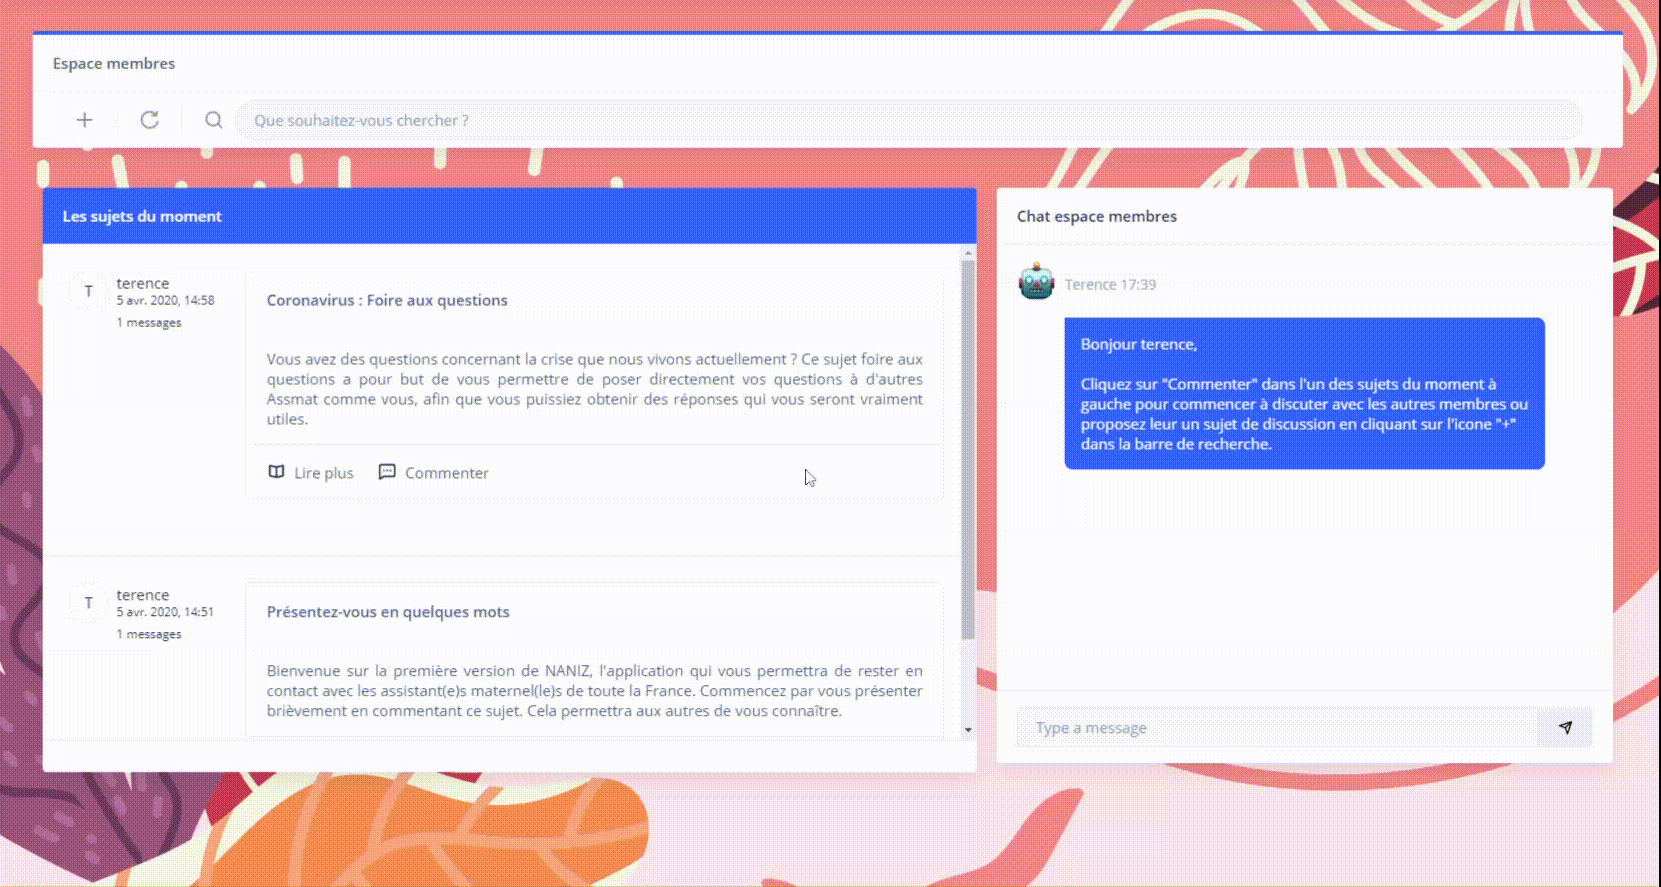 Espace membres
Que souhaitez-vous chercher ?
Les sujets du moment
T
terence
5 avr. 2020, 14:58
1 messages
Coronavirus : Foire aux questions
Vous avez des questions concernant la crise que nous vivons actuellement ? Ce sujet foire aux
questions a pour but de vous permettre de poser directement vos questions à d'autres
Assmat comme vous, afin que vous puissiez obtenir des réponses qui vous seront vraiment
utiles.
Lire plus
Commenter
T
terence
5 avr. 2020, 14:51
1 messages
Présentez-vous en quelques mots
Bienvenue sur la première version de NANIZ, l'application qui vous permettra de rester en
contact avec les assistant(e)s maternel(le)s de toute la France. Commencez par vous présenter
brièvement en commentant ce sujet. Cela permettra aux autres de vous connaître.
Chat espace membres
Terence 17:39
Bonjour terence,
Cliquez sur "Commenter" dans l'un des sujets du moment à
gauche pour commencer à discuter avec les autres membres ou
proposez leur un sujet de discussion en cliquant sur l'icone "+"
dans la barre de recherche.
Type a message